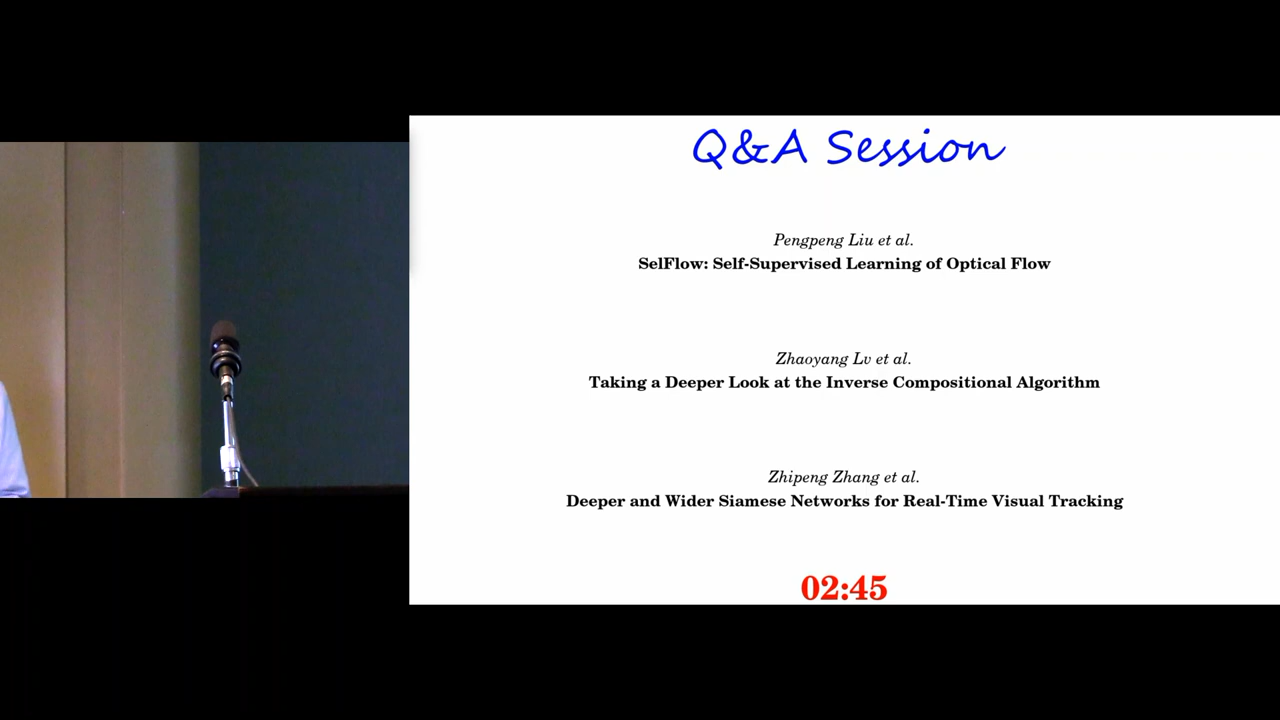 Q&A Session
Pengpeng Liu et al.
SelFlow: Self-Supervised Learning of Optical Flow
Zhaoyang Lv et al.
Taking a Deeper Look at the Inverse Compositional Algorithm
Zhipeng Zhang et al.
Deeper and Wider Siamese Networks for Real-Time Visual Tracking
02:45